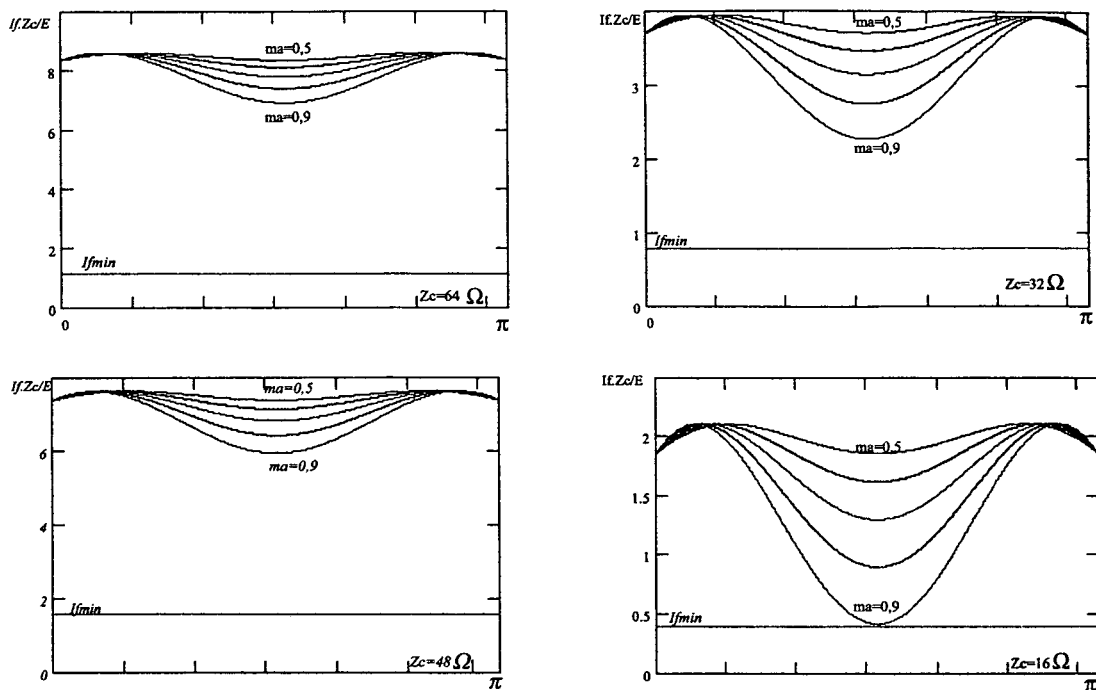 If.Zc/E
8
6
4
2
0
ma=0,5
ma=0,9
Ifmin
Zc=64 Ω
0
π
If.Zc/E
3
2
1
0
ma=0,5
ma=0,9
Ifmin
Zc=32 Ω
0
π
If.Zc/E
6
4
2
0
ma=0,5
ma=0,9
Ifmin
Zc=48 Ω
π
If.Zc/E
2
1.5
1
0.5
0
ma=0,5
ma=0,9
Ifmin
Zc=16 Ω
π